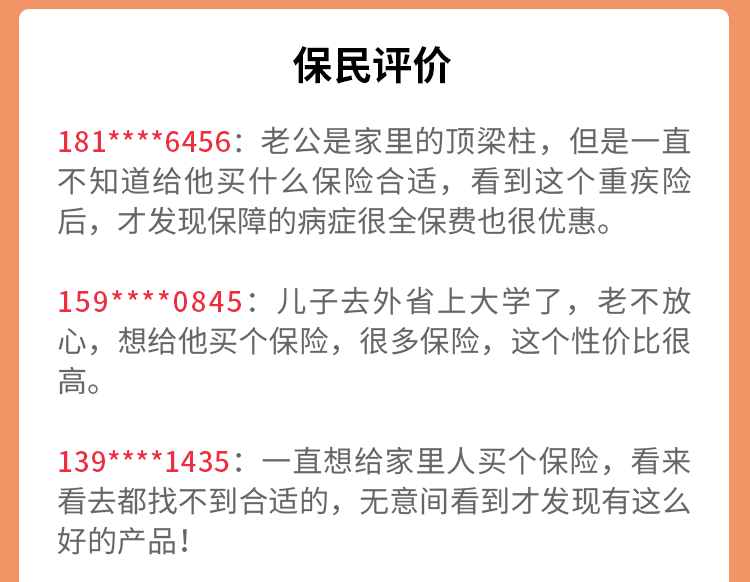 保民评价
181****6456：老公是家里的顶梁柱，但是一直
不知道给他买什么保险合适，看到这个重疾险
后，才发现保障的病症很全保费也很优惠。
159****0845：儿子去外省上大学了，老不放
心，想给他买个保险，很多保险，这个性价比很
高。
139****1435：一直想给家里人买个保险，看来
看去都找不到合适的，无意间看到才发现有这么
好的产品！